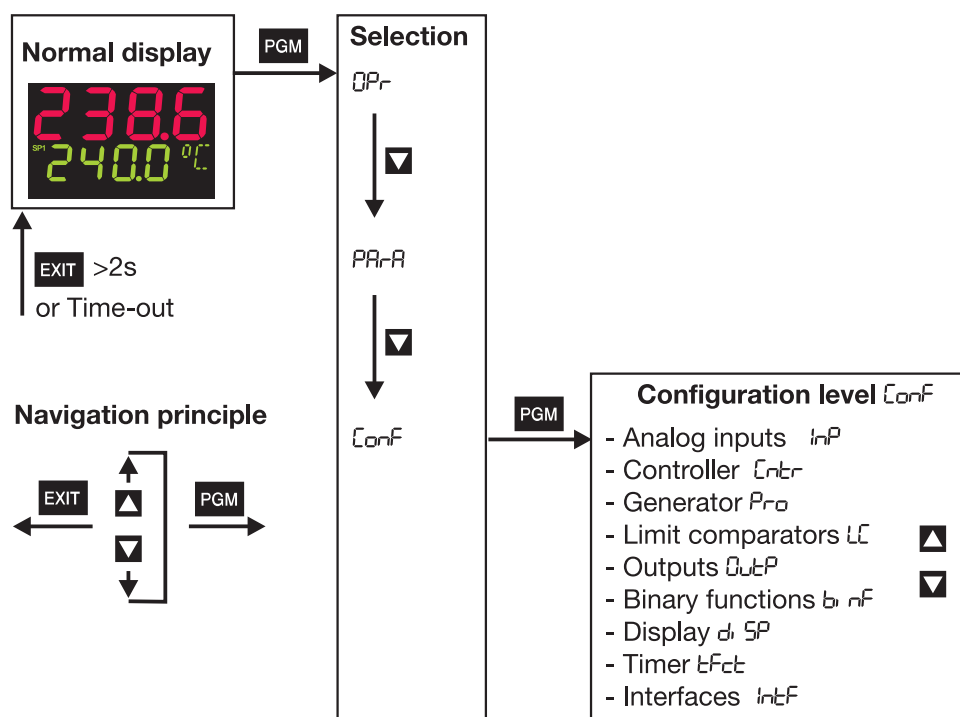 Normal display
238.6
SP1 240.0 °C
EXIT >2s
or Time-out
Navigation principle
EXIT
PGM
PGM
Selection
OPr
PArA
ConF
PGM
Configuration level ConF
- Analog inputs InP
- Controller Cntr
- Generator Pro
- Limit comparators LC
- Outputs OutP
- Binary functions binF
- Display diSP
- Timer tFct
- Interfaces IntF